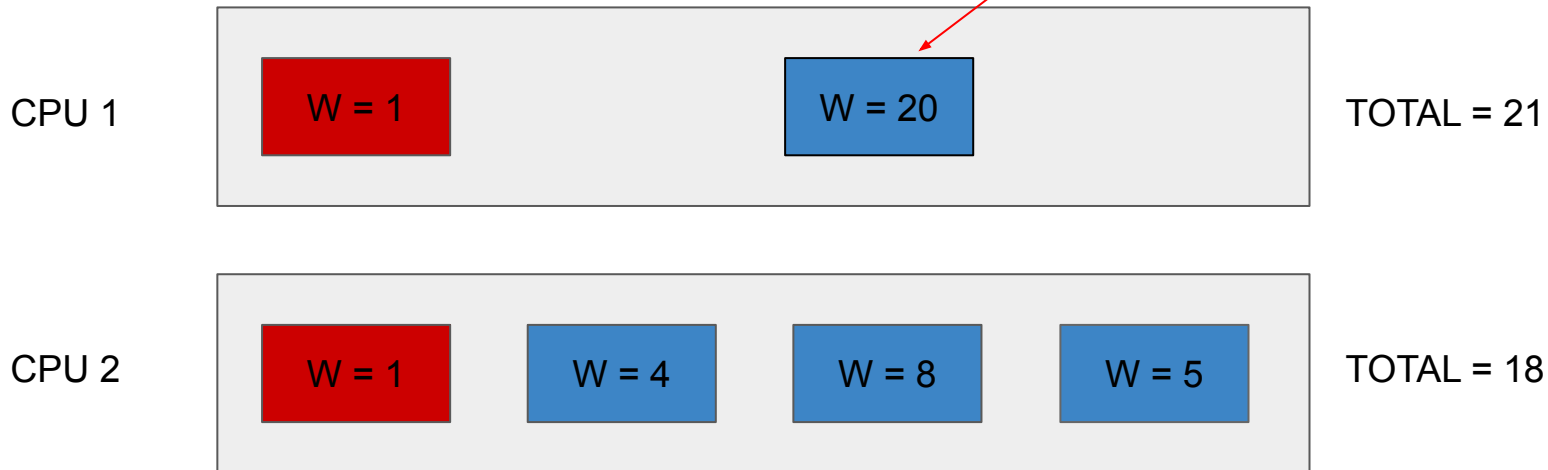 CPU 1 W = 1 W = 20 TOTAL = 21
CPU 2 W = 1 W = 4 W = 8 W = 5 TOTAL = 18